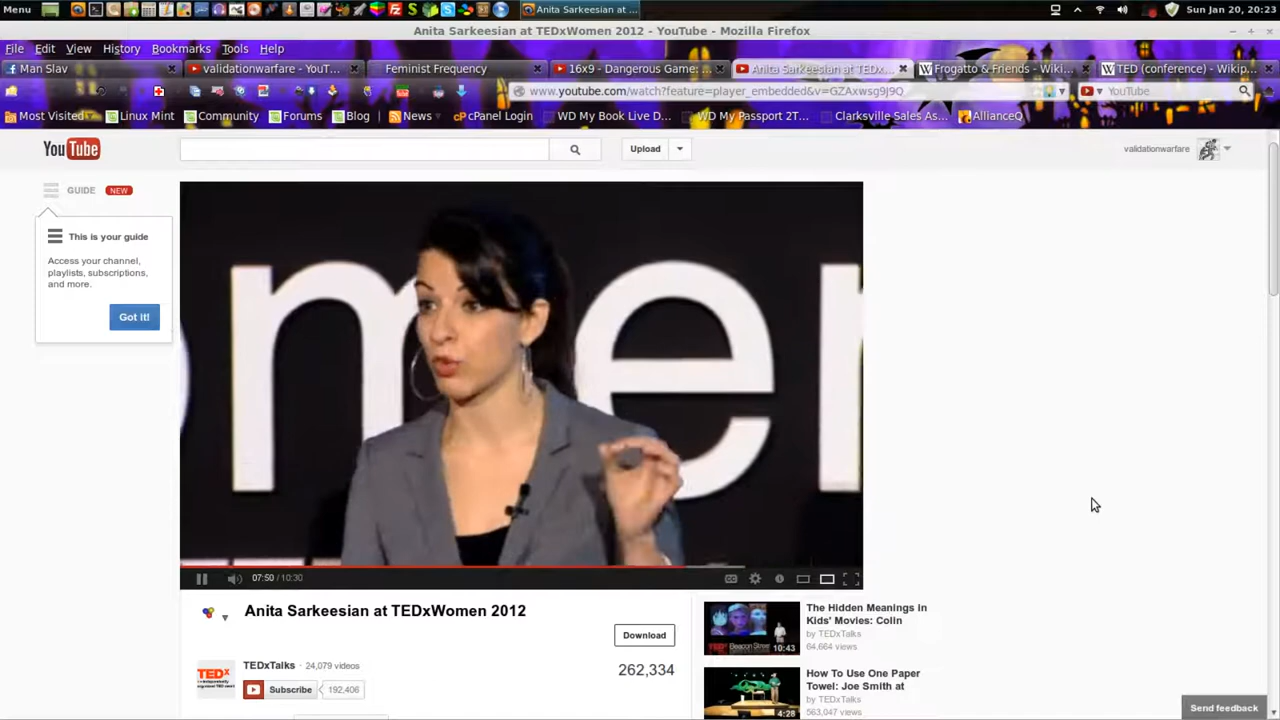 Menu
Anita Sarkeesian at ...
Sun Jan 20, 20:23
Anita Sarkeesian at TEDxWomen 2012 - YouTube - Mozilla Firefox
File Edit View History Bookmarks Tools Help
Man Slav
validationwarfare - YouT...
Feminist Frequency
16x9 - Dangerous Game: ...
Anita Sarkeesian at TEDx...
Frogatto & Friends - Wiki...
TED (conference) - Wikip...
www.youtube.com/watch?feature=player_embedded&v=GZAxwsg9J9Q
YouTube
Most Visited
Linux Mint
Community
Forums
Blog
News
cPanel Login
WD My Book Live D...
WD My Passport 2T...
Clarksville Sales As...
AllianceQ
YouTube
Upload
validationwarfare
GUIDE NEW
This is your guide
Access your channel,
playlists, subscriptions,
and more.
Got it!
men
07:50 / 10:30
Anita Sarkeesian at TEDxWomen 2012
Download
TEDx
TEDxTalks · 24,079 videos
Subscribe 192,406
262,334
The Hidden Meanings in
Kids' Movies: Colin
by TEDxTalks
64,664 views
10:43
How To Use One Paper
Towel: Joe Smith at
by TEDxTalks
563,047 views
4:28
Send feedback